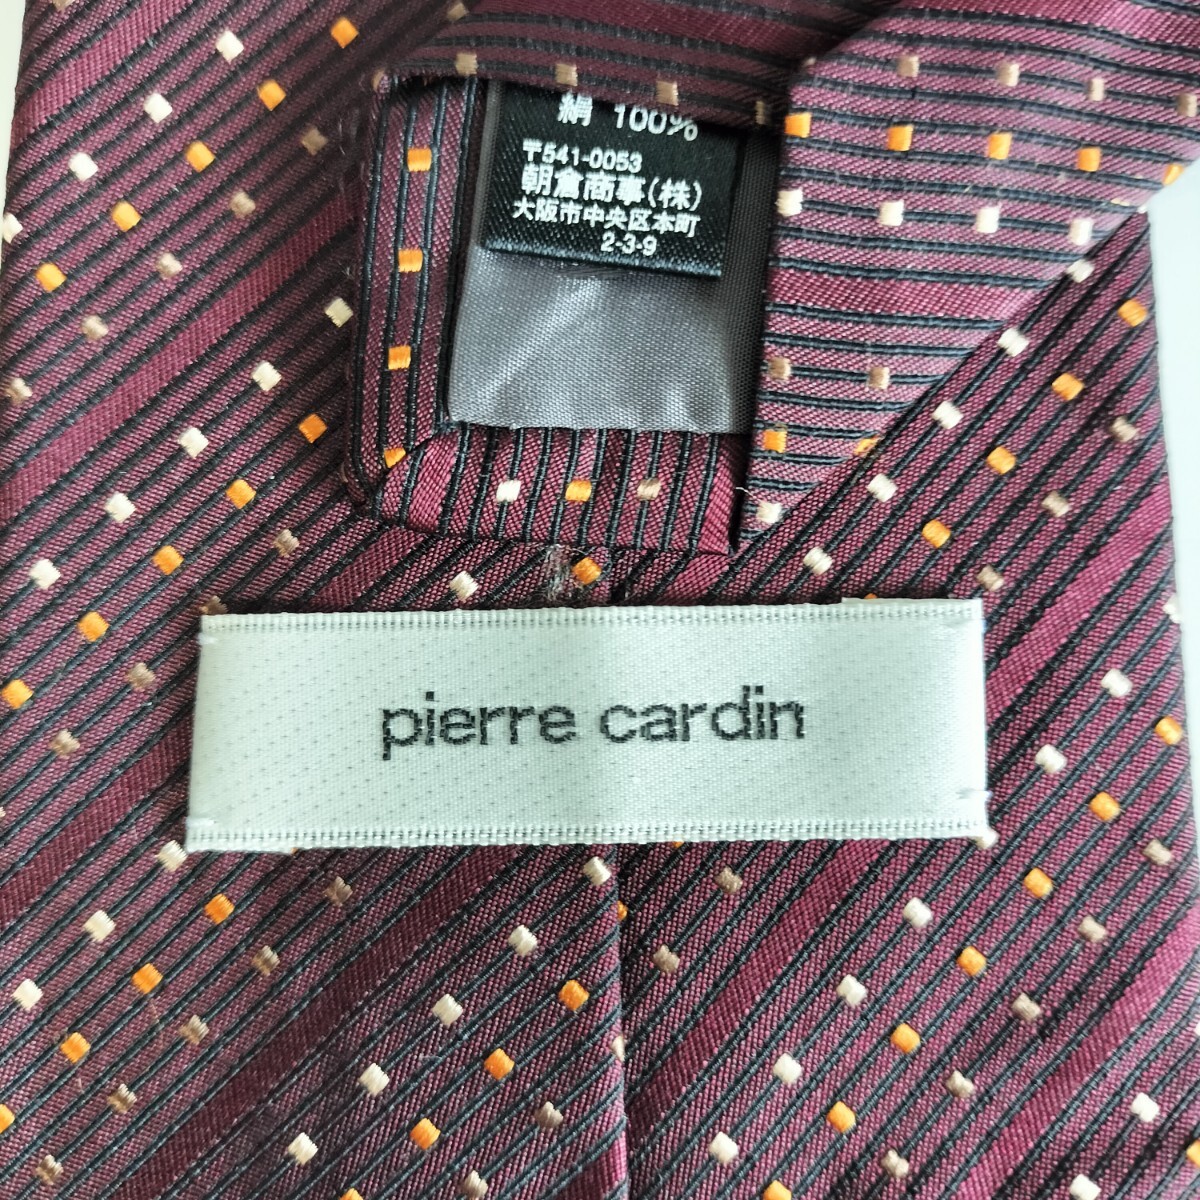 絹 100%
〒541-0053
朝倉商事(株)
大阪市中央区本町
2-3-9
pierre cardin